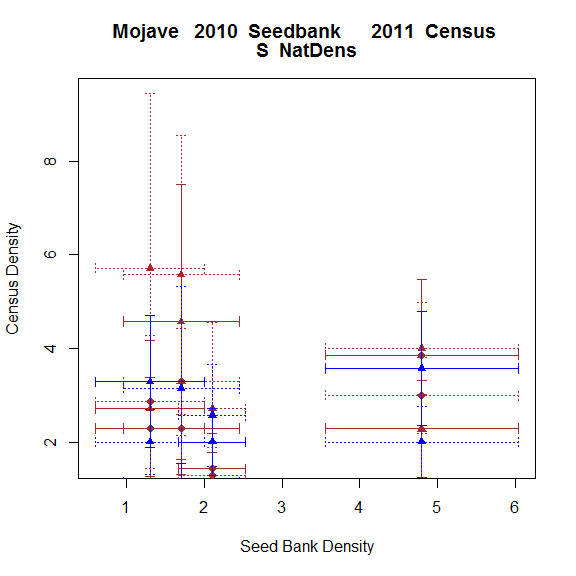 Mojave 2010 Seedbank 2011 Census
S NatDens
Census Density
8
6
4
2
1 2 3 4 5 6
Seed Bank Density